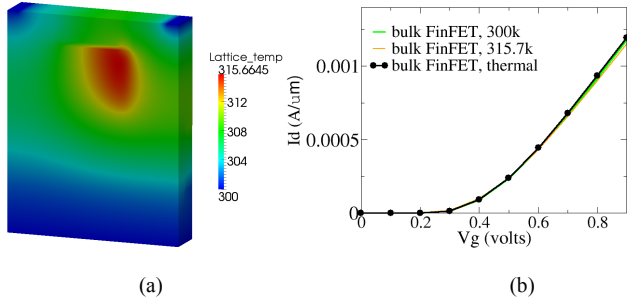 Lattice_temp
315.6645
312
308
304
300
bulk FinFET, 300k
bulk FinFET, 315.7k
bulk FinFET, thermal
Id (A/um)
0.001
0.0005
0
0 0.2 0.4 0.6 0.8
Vg (volts)
(a) (b)